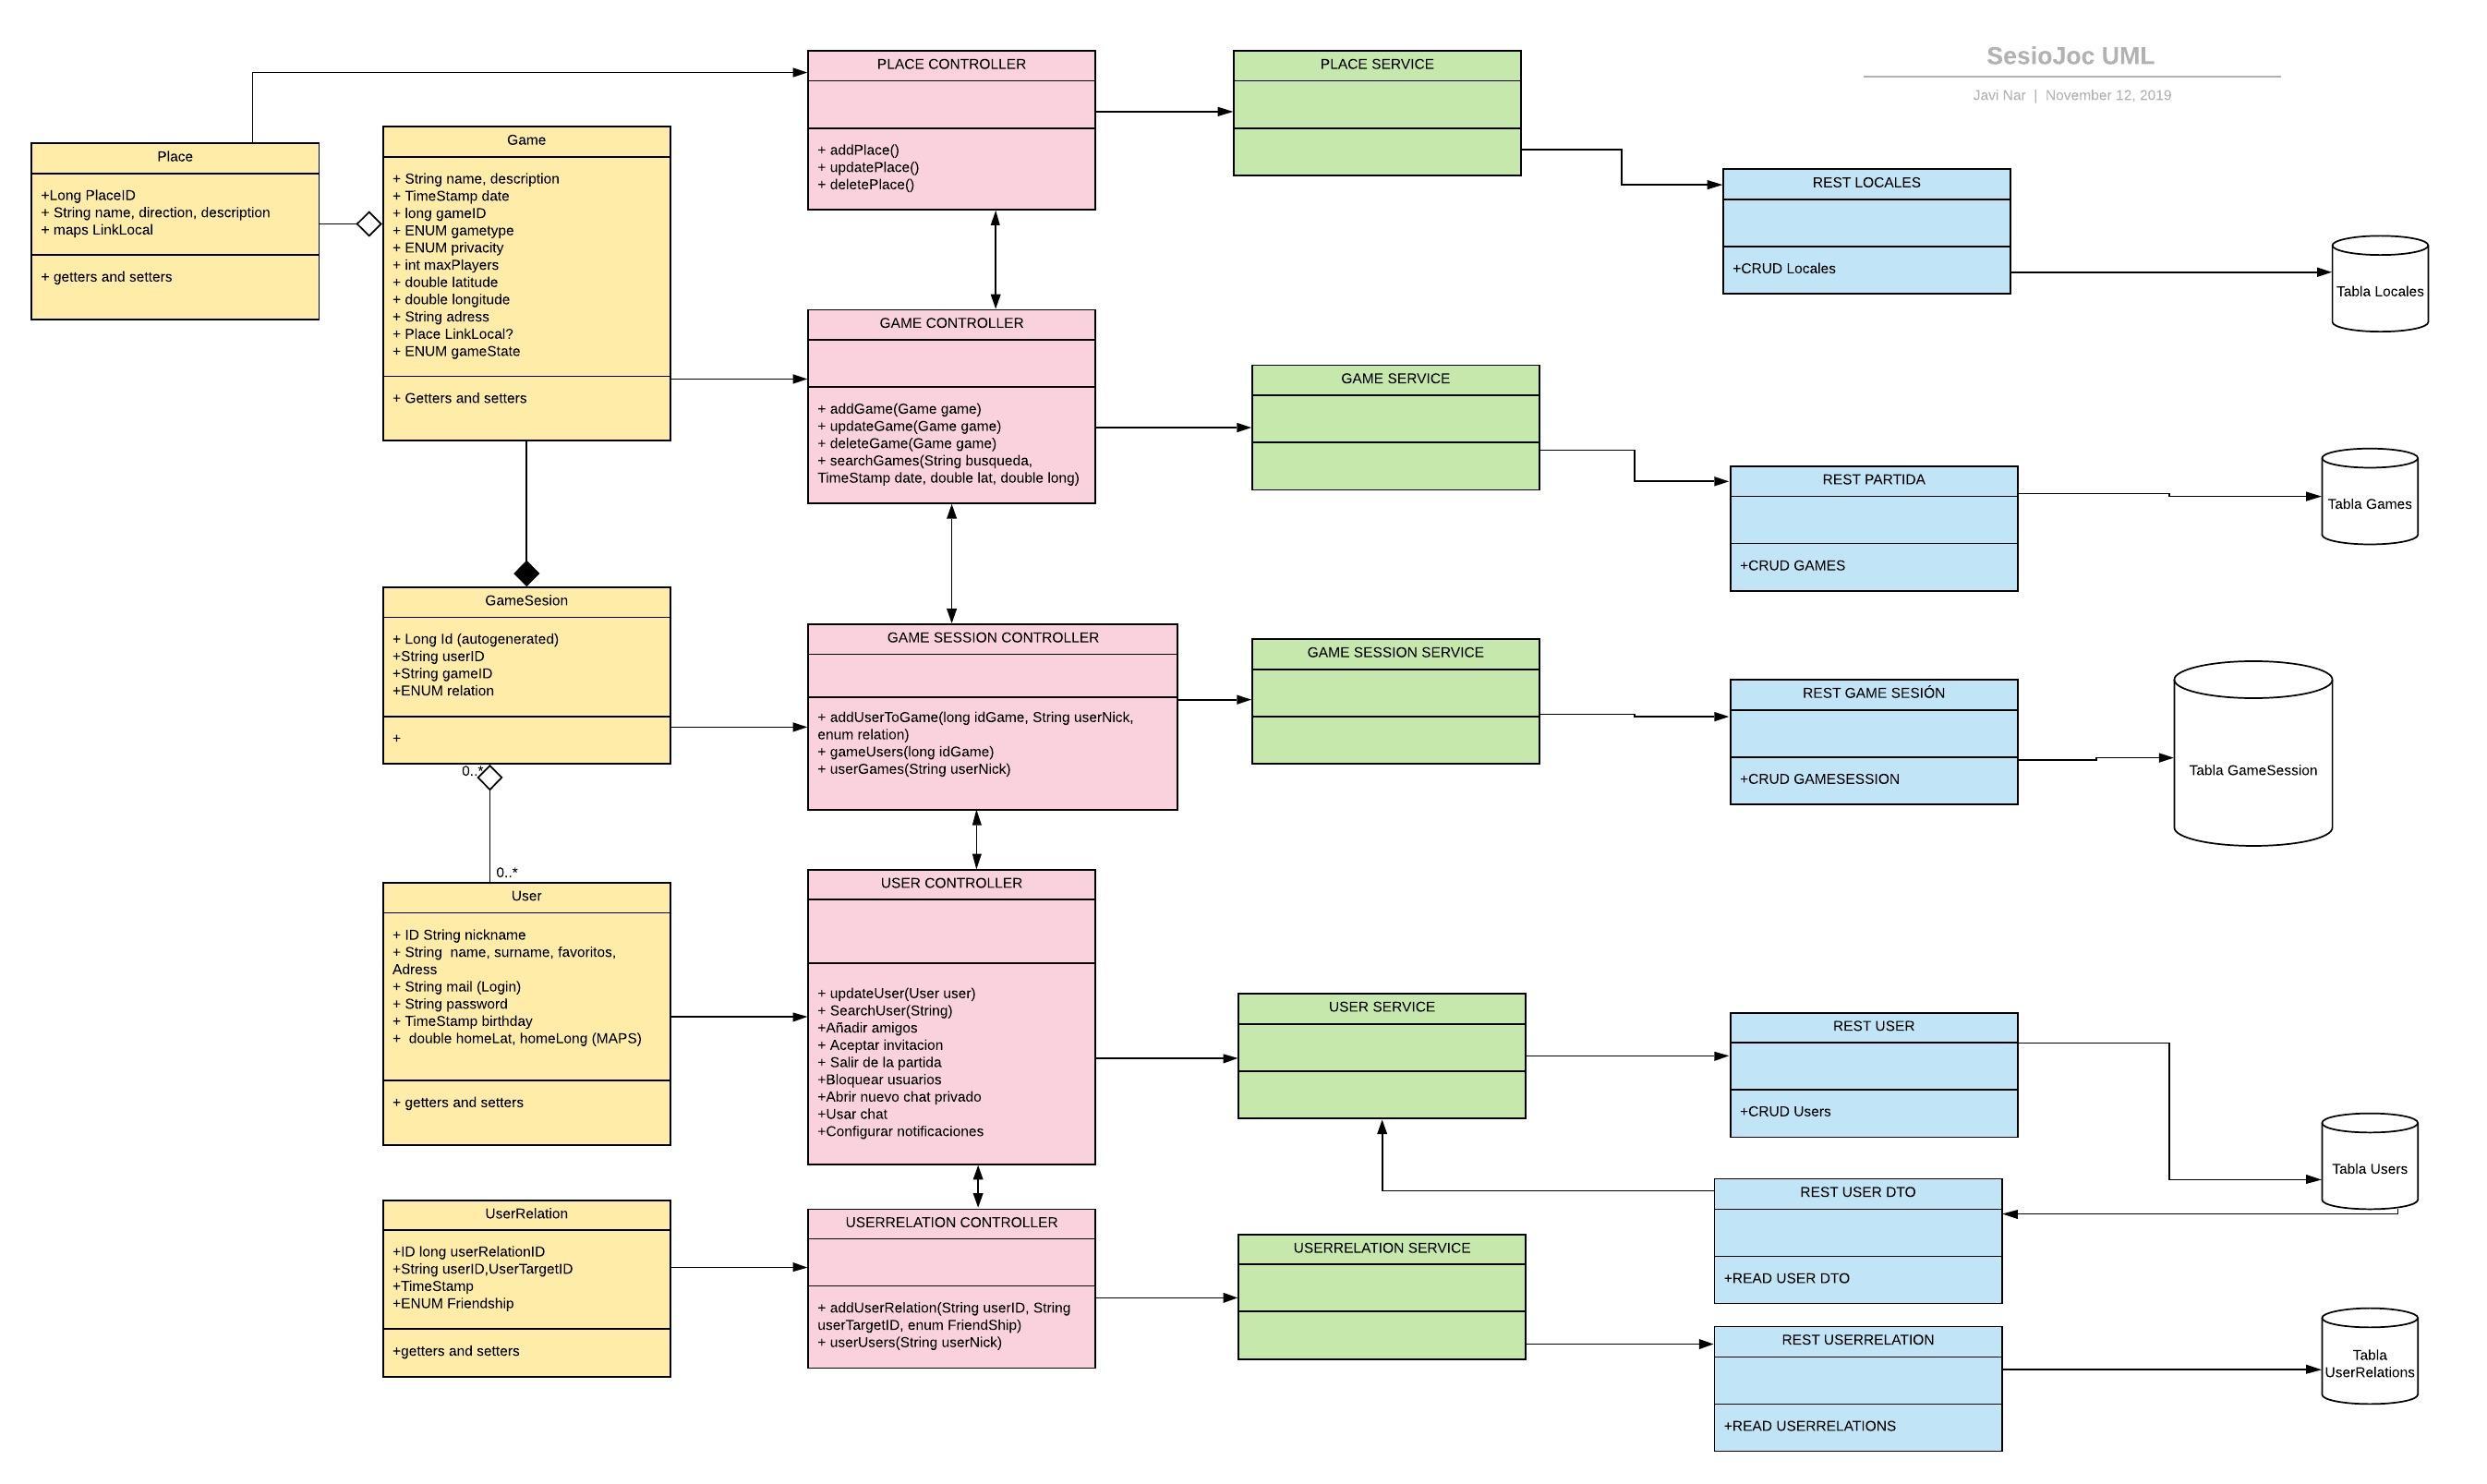 SesioJoc UML
Javi Nar | November 12, 2019
Place
+Long PlaceID
+ String name, direction, description
+ maps LinkLocal
+ getters and setters
Game
+ String name, description
+ TimeStamp date
+ long gameID
+ ENUM gametype
+ ENUM privacity
+ int maxPlayers
+ double latitude
+ double longitude
+ String adress
+ Place LinkLocal?
+ ENUM gameState
+ Getters and setters
GameSesion
+ Long Id (autogenerated)
+String userID
+String gameID
+ENUM relation
+
0..*
0..*
User
+ ID String nickname
+ String  name, surname, favoritos,
Adress
+ String mail (Login)
+ String password
+ TimeStamp birthday
+  double homeLat, homeLong (MAPS)
+ getters and setters
UserRelation
+ID long userRelationID
+String userID,UserTargetID
+TimeStamp
+ENUM Friendship
+getters and setters
PLACE CONTROLLER
+ addPlace()
+ updatePlace()
+ deletePlace()
GAME CONTROLLER
+ addGame(Game game)
+ updateGame(Game game)
+ deleteGame(Game game)
+ searchGames(String busqueda,
TimeStamp date, double lat, double long)
GAME SESSION CONTROLLER
+ addUserToGame(long idGame, String userNick,
enum relation)
+ gameUsers(long idGame)
+ userGames(String userNick)
USER CONTROLLER
+ updateUser(User user)
+ SearchUser(String)
+Añadir amigos
+ Aceptar invitacion
+ Salir de la partida
+Bloquear usuarios
+Abrir nuevo chat privado
+Usar chat
+Configurar notificaciones
USERRELATION CONTROLLER
+ addUserRelation(String userID, String
userTargetID, enum FriendShip)
+ userUsers(String userNick)
PLACE SERVICE
GAME SERVICE
GAME SESSION SERVICE
USER SERVICE
USERRELATION SERVICE
REST LOCALES
+CRUD Locales
REST PARTIDA
+CRUD GAMES
REST GAME SESIÓN
+CRUD GAMESESSION
REST USER
+CRUD Users
REST USER DTO
+READ USER DTO
REST USERRELATION
+READ USERRELATIONS
Tabla Locales
Tabla Games
Tabla GameSession
Tabla Users
Tabla
UserRelations